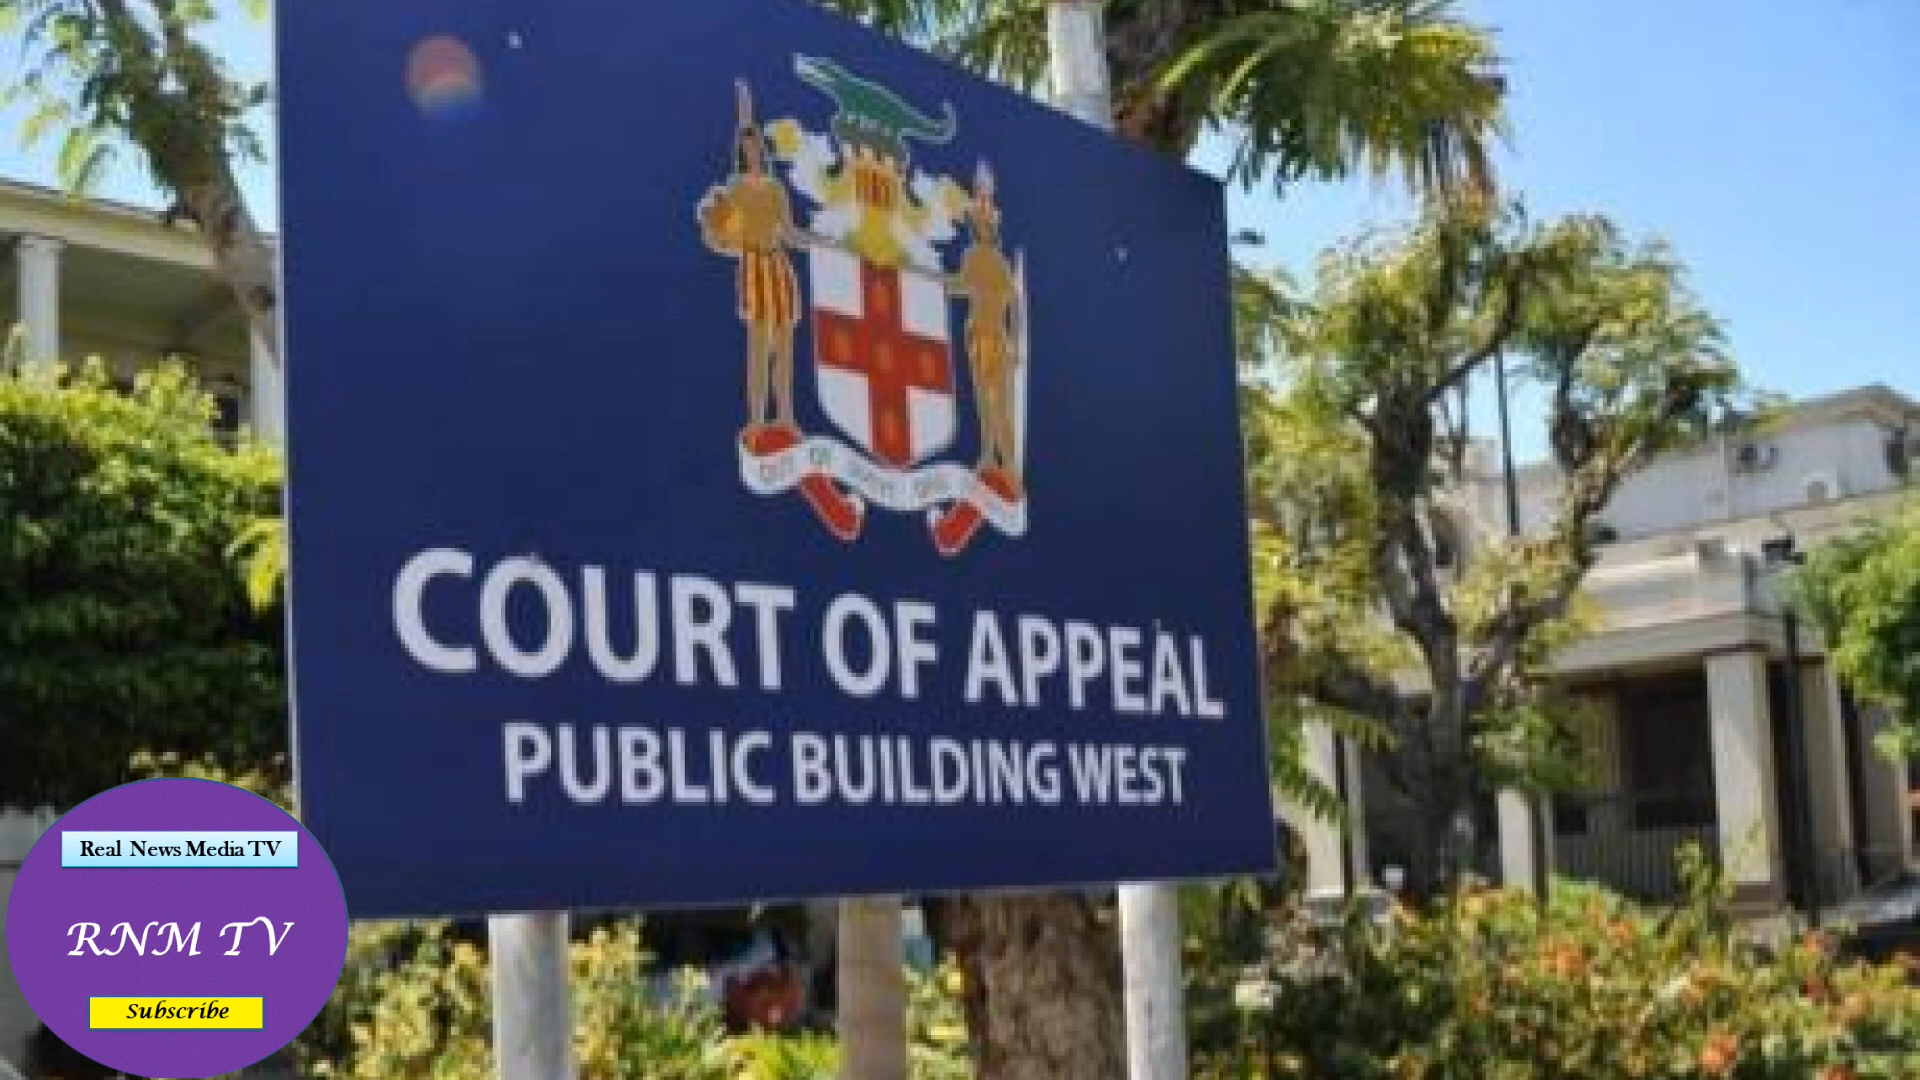 COURT OF APPEAL
PUBLIC BUILDING WEST
Real News Media TV
RNM TV
Subscribe